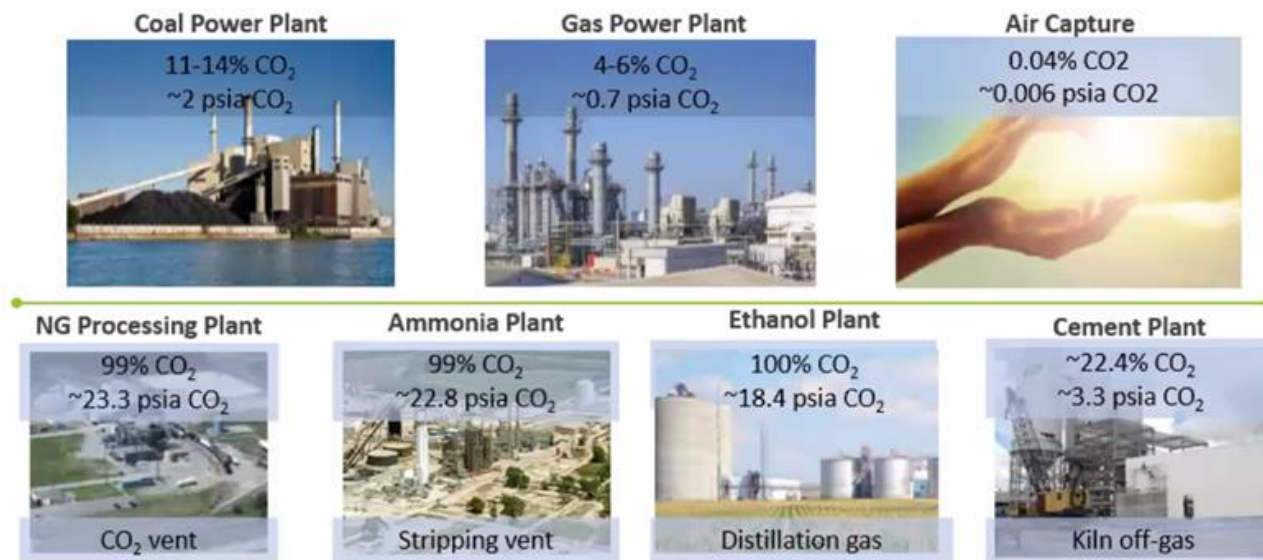 Coal Power Plant
11-14% CO₂
~2 psia CO₂
Gas Power Plant
4-6% CO₂
~0.7 psia CO₂
Air Capture
0.04% CO2
~0.006 psia CO2
NG Processing Plant
99% CO₂
~23.3 psia CO₂
CO₂ vent
Ammonia Plant
99% CO₂
~22.8 psia CO₂
Stripping vent
Ethanol Plant
100% CO₂
~18.4 psia CO₂
Distillation gas
Cement Plant
~22.4% CO₂
~3.3 psia CO₂
Kiln off-gas